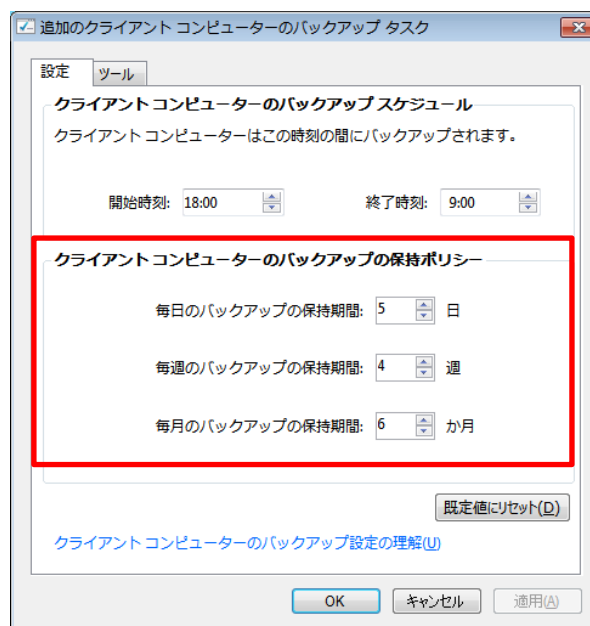 追加のクライアント コンピューターのバックアップ タスク
設定 ツール
クライアント コンピューターのバックアップ スケジュール
クライアント コンピューターはこの時刻の間にバックアップされます。
開始時刻: 18:00 終了時刻: 9:00
クライアント コンピューターのバックアップの保持ポリシー
毎日のバックアップの保持期間: 5 日
毎週のバックアップの保持期間: 4 週
毎月のバックアップの保持期間: 6 か月
既定値にリセット(D)
クライアント コンピューターのバックアップ設定の理解(U)
OK キャンセル 適用(A)